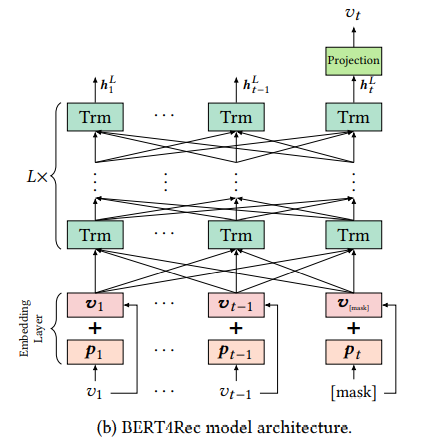 v_t
Projection
h_1^L h_{t-1}^L h_t^L
Trm ... Trm Trm
L×
Trm ... Trm Trm
Embedding Layer
v_1 ... v_{t-1} v_[mask]
+ + +
p_1 ... p_{t-1} p_t
v_1 ... v_{t-1} [mask]
(b) BERT4Rec model architecture.